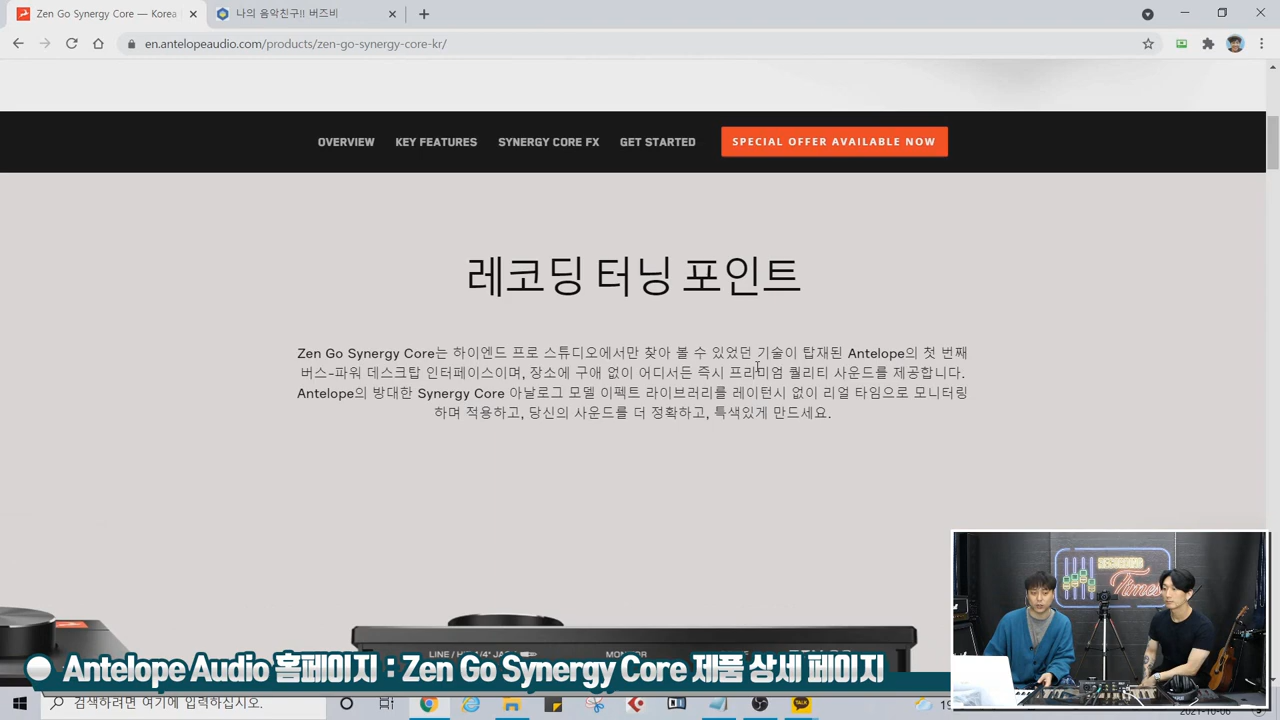 Zen Go Synergy Core — Korea
나의 음악친구!! 버즈비
en.antelopeaudio.com/products/zen-go-synergy-core-kr/
OVERVIEW KEY FEATURES SYNERGY CORE FX GET STARTED SPECIAL OFFER AVAILABLE NOW
레코딩 터닝 포인트
Zen Go Synergy Core는 하이엔드 프로 스튜디오에서만 찾아 볼 수 있었던 기술이 탑재된 Antelope의 첫 번째
버스-파워 데스크탑 인터페이스이며, 장소에 구애 없이 어디서든 즉시 프리미엄 퀄리티 사운드를 제공합니다.
Antelope의 방대한 Synergy Core 아날로그 모델 이펙트 라이브러리를 레이턴시 없이 리얼 타임으로 모니터링
하며 적용하고, 당신의 사운드를 더 정확하고, 특색있게 만드세요.
LINE / HI-Z 1/4" JACK MONITOR
Antelope Audio 홈페이지 : Zen Go Synergy Core 제품 상세 페이지
Times
검색하려면 여기에 입력하십시오
TALK